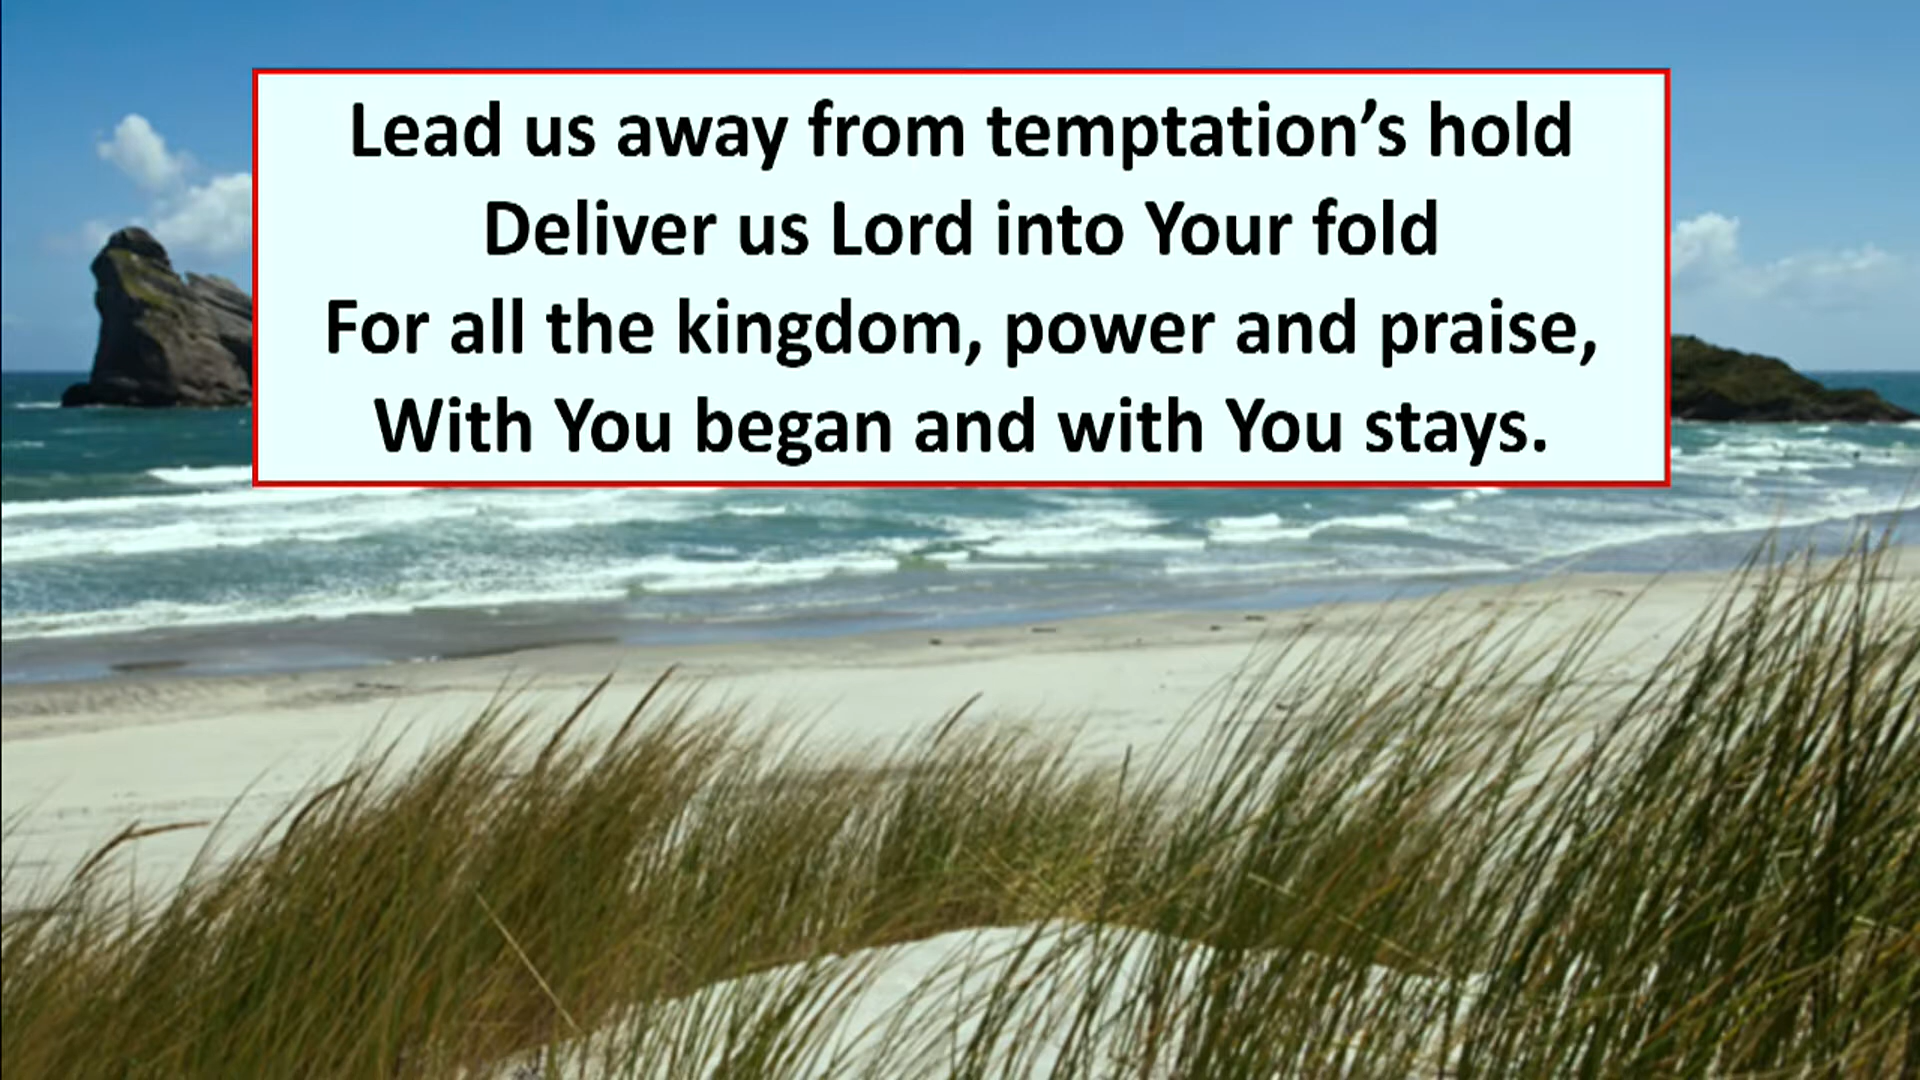 Lead us away from temptation’s hold
Deliver us Lord into Your fold
For all the kingdom, power and praise,
With You began and with You stays.